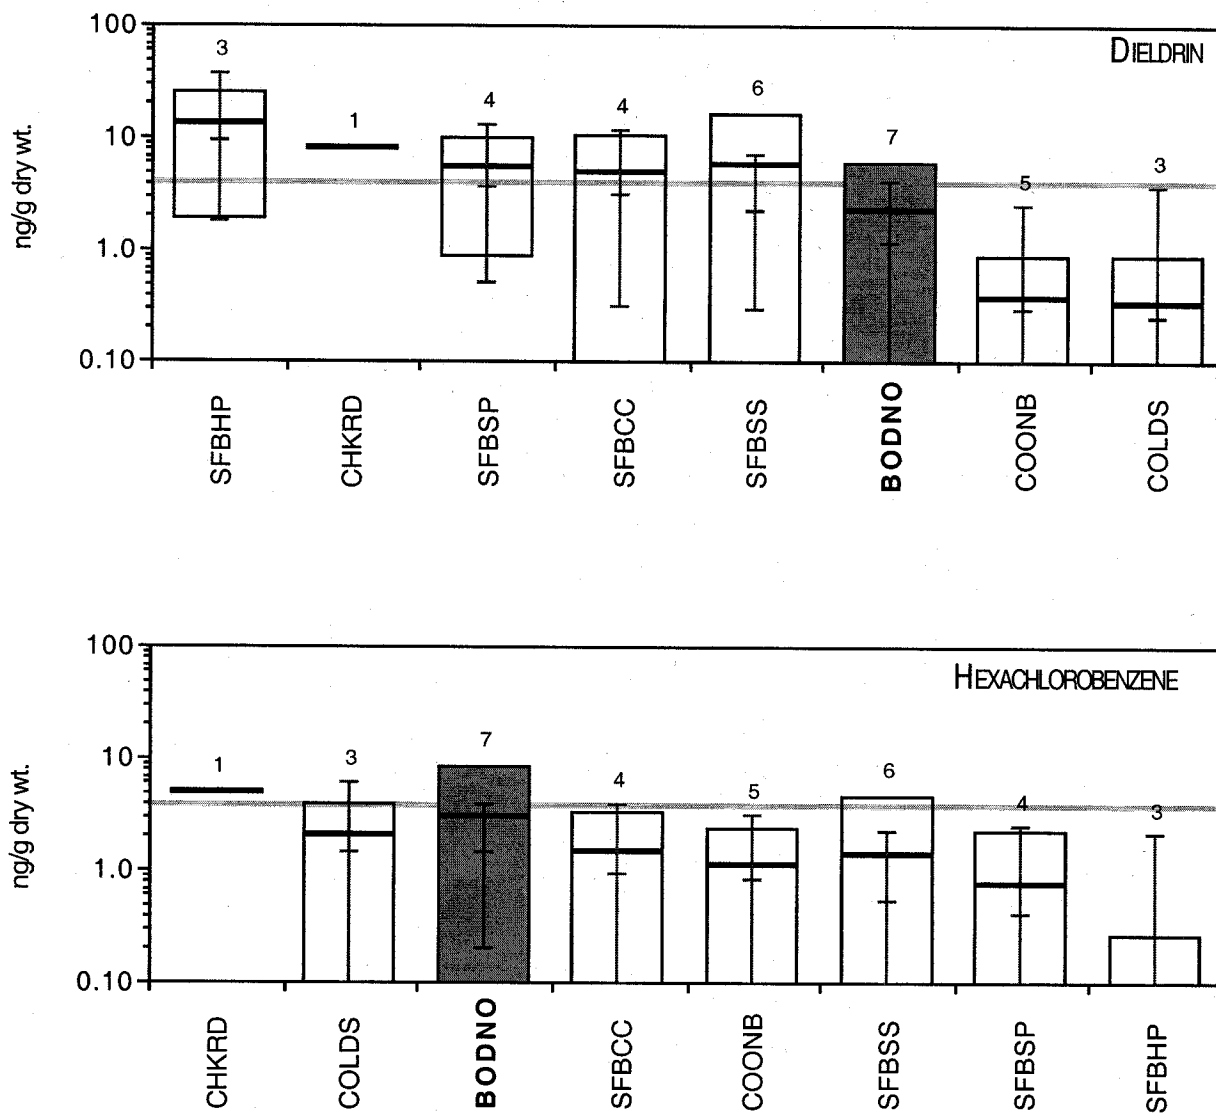 100
DIELDRIN
3
6
4
4
1
7
10
3
5
ng/g dry wt.
1.0
0.10
SFBHP
CHKRD
SFBSP
SFBCC
SFBSS
BODNO
COONB
COLDS
100
HEXACHLOROBENZENE
7
10
3
1
6
4
5
4
3
ng/g dry wt.
1.0
0.10
CHKRD
COLDS
BODNO
SFBCC
COONB
SFBSS
SFBSP
SFBHP